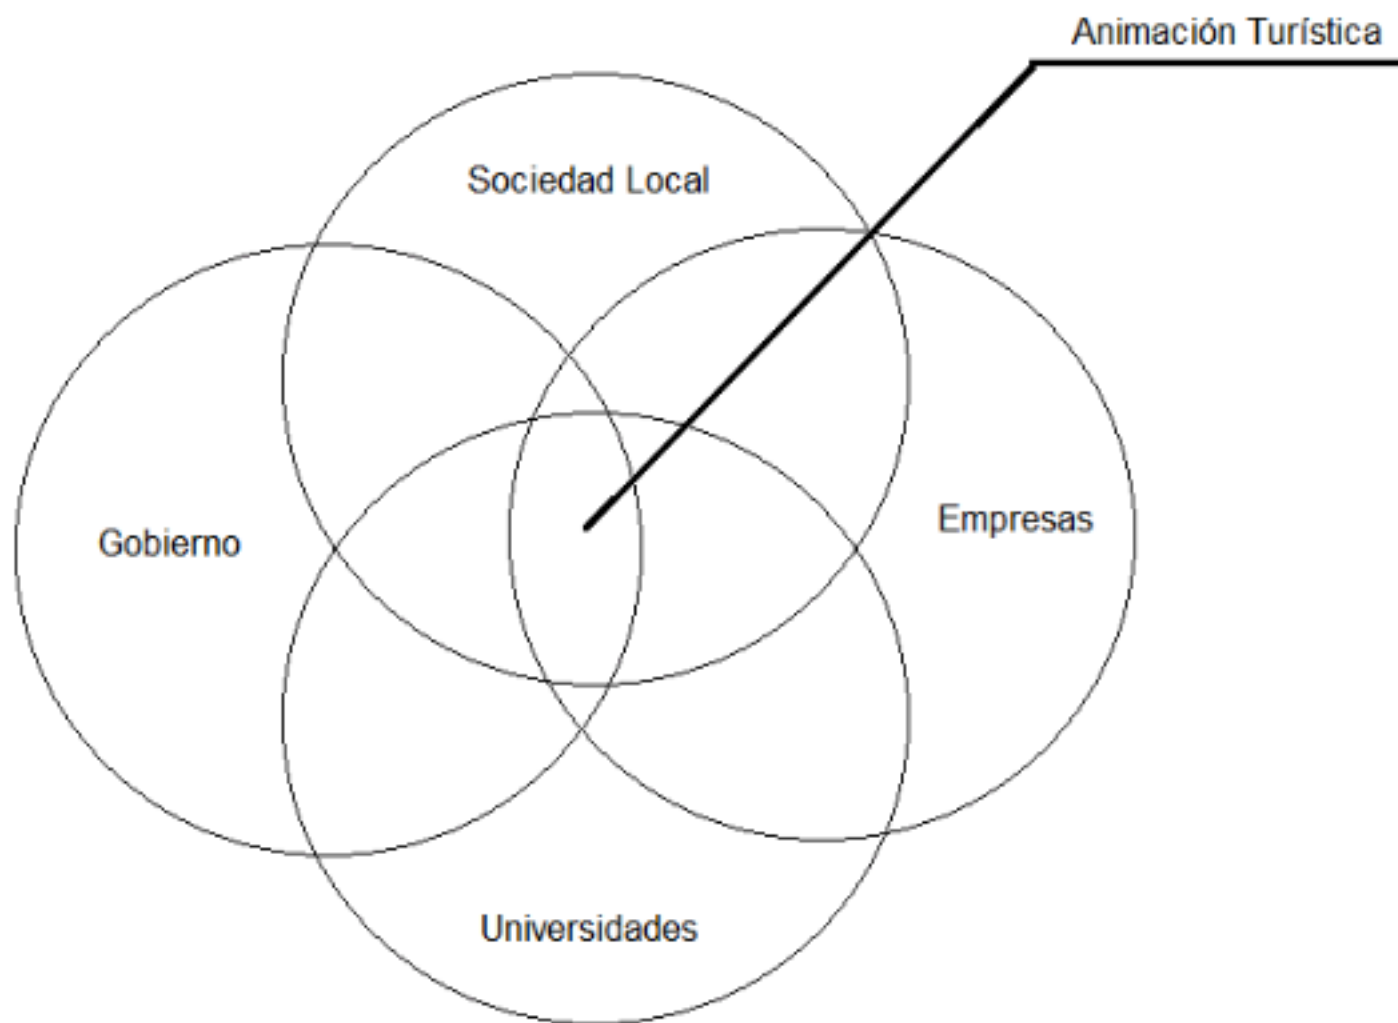 Animación Turística
Sociedad Local
Empresas
Gobierno
Universidades